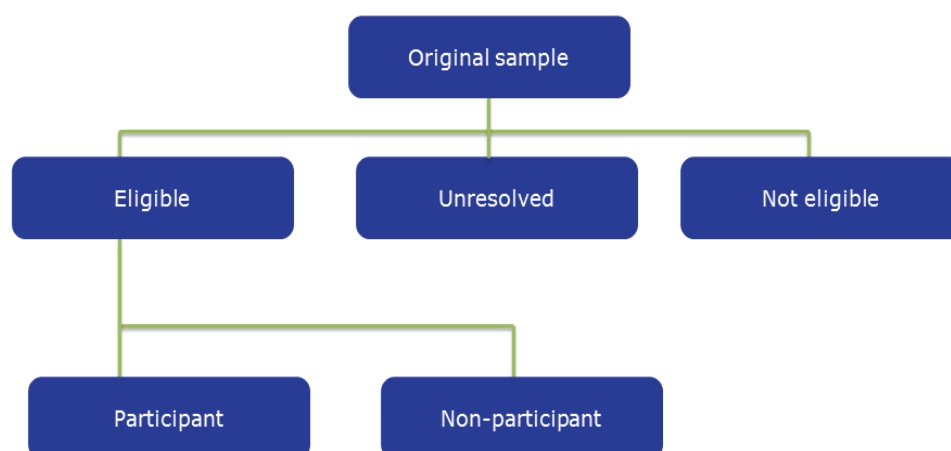 Original sample
Eligible
Unresolved
Not eligible
Participant
Non-participant